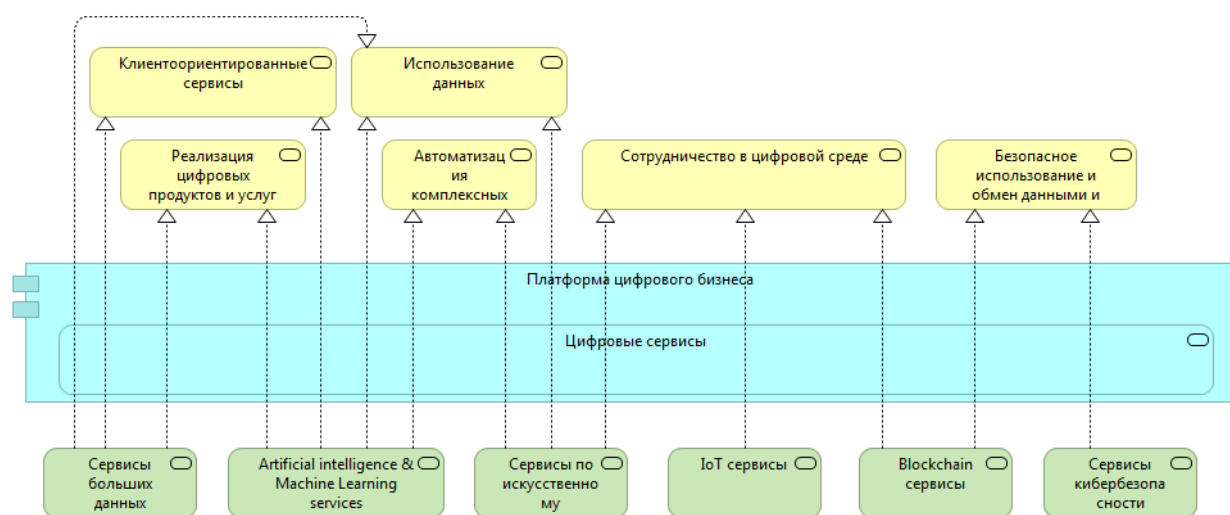 Клиентоориентированные
сервисы
Использование
данных
Реализация
цифровых
продуктов и услуг
Автоматизац
ия
комплексных
Сотрудничество в цифровой среде
Безопасное
использование и
обмен данными и
Платформа цифрового бизнеса
Цифровые сервисы
Сервисы
больших
данных
Artificial intelligence &
Machine Learning
services
Сервисы по
искусственно
му
IoT сервисы
Blockchain
сервисы
Сервисы
кибербезопа
сности